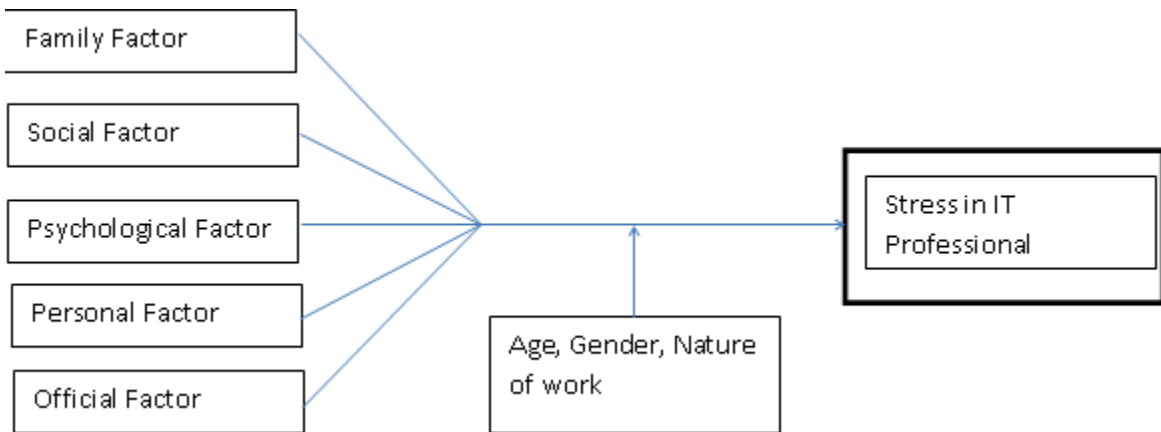 Family Factor
Social Factor
Psychological Factor
Personal Factor
Official Factor
Age, Gender, Nature
of work
Stress in IT
Professional